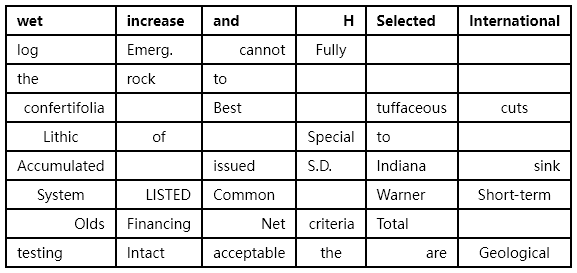 wet increase and H Selected International
log Emerg. cannot Fully
the rock to
confertifolia Best tuffaceous cuts
Lithic of Special to
Accumulated issued S.D. Indiana sink
System LISTED Common Warner Short-term
Olds Financing Net criteria Total
testing Intact acceptable the are Geological